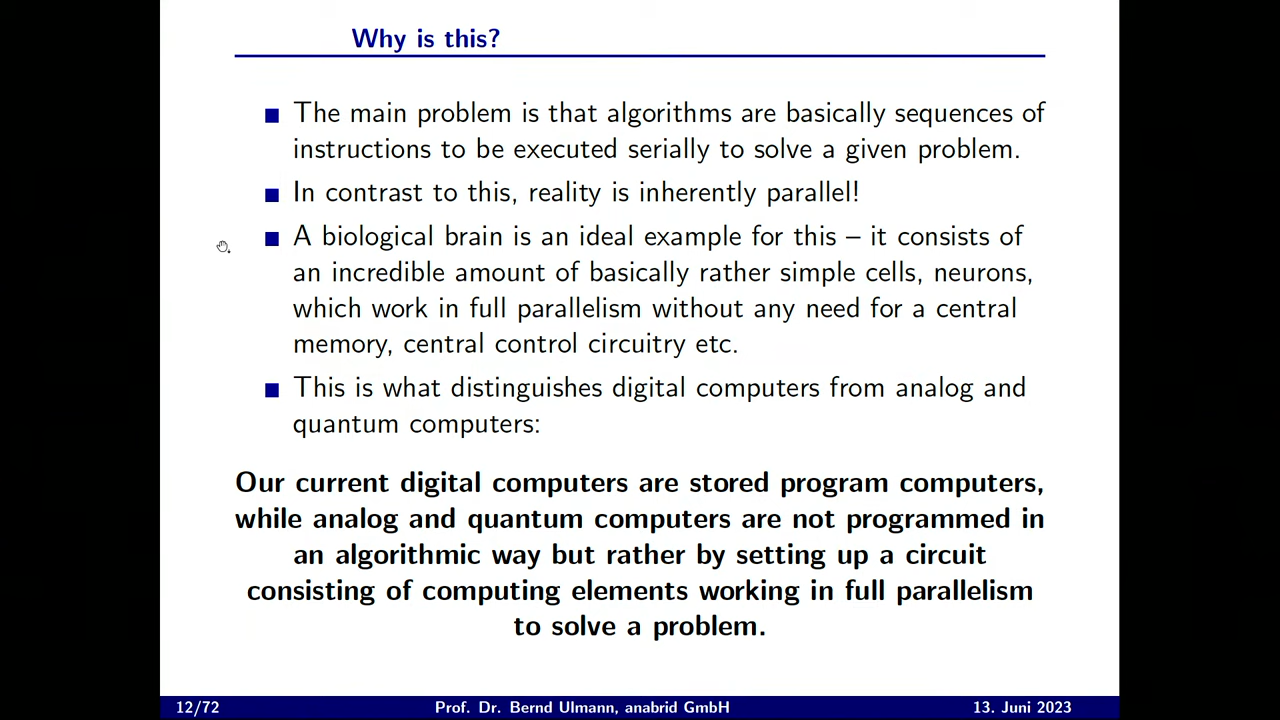 Why is this?
The main problem is that algorithms are basically sequences of
instructions to be executed serially to solve a given problem.
In contrast to this, reality is inherently parallel!
A biological brain is an ideal example for this – it consists of
an incredible amount of basically rather simple cells, neurons,
which work in full parallelism without any need for a central
memory, central control circuitry etc.
This is what distinguishes digital computers from analog and
quantum computers:
Our current digital computers are stored program computers,
while analog and quantum computers are not programmed in
an algorithmic way but rather by setting up a circuit
consisting of computing elements working in full parallelism
to solve a problem.
12/72 Prof. Dr. Bernd Ulmann, anabrid GmbH 13. Juni 2023